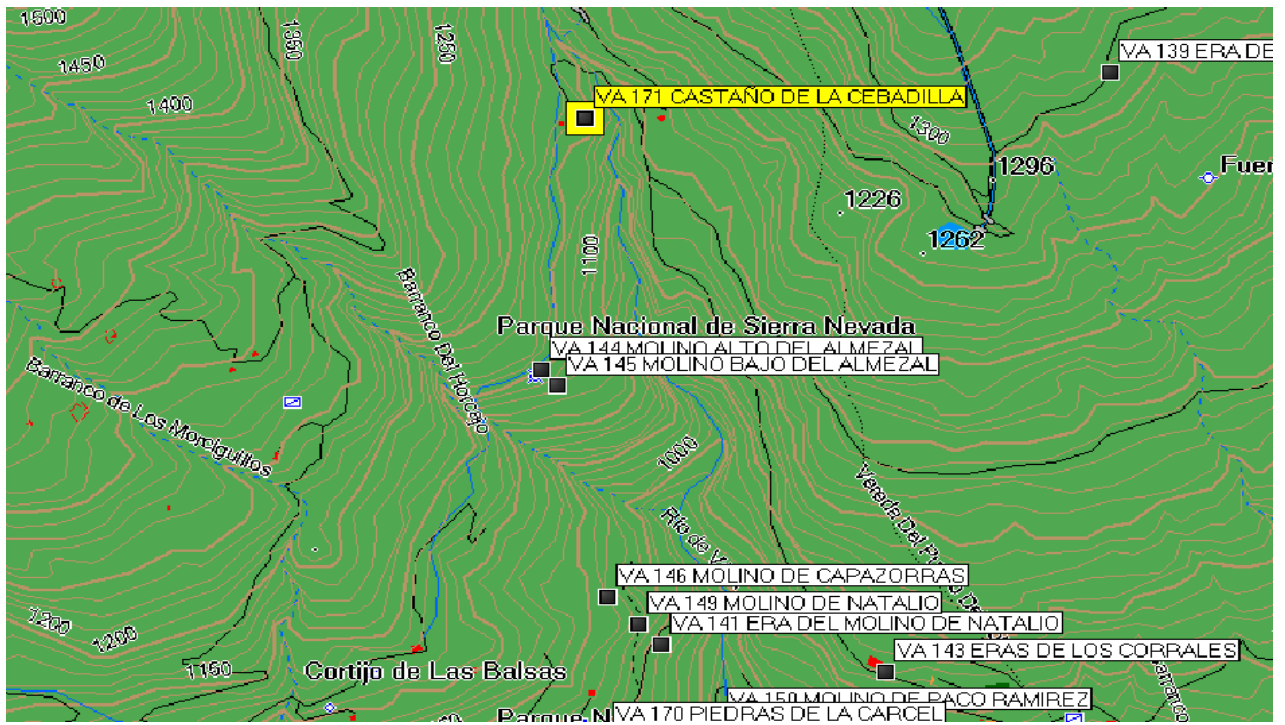 1500
1450
1400
1350
1250
VA 139 ERA DE
VA 171 CASTAÑO DE LA CEBADILLA
1300
1296
Fuen
1226
1262
1100
Barranco Del Horcajo
Parque Nacional de Sierra Nevada
VA 144 MOLINO ALTO DEL ALMEZAL
VA 145 MOLINO BAJO DEL ALMEZAL
Barranco de Los Morciguillos
1000
Río de V
Vereda Del
VA 146 MOLINO DE CAPAZORRAS
VA 149 MOLINO DE NATALIO
VA 141 ERA DEL MOLINO DE NATALIO
1200
1200
1150
Cortijo de Las Balsas
VA 143 ERAS DE LOS CORRALES
Barranco
VA 150 MOLINO DE PACO RAMIREZ
Parque N
VA 170 PIEDRAS DE LA CARCEL